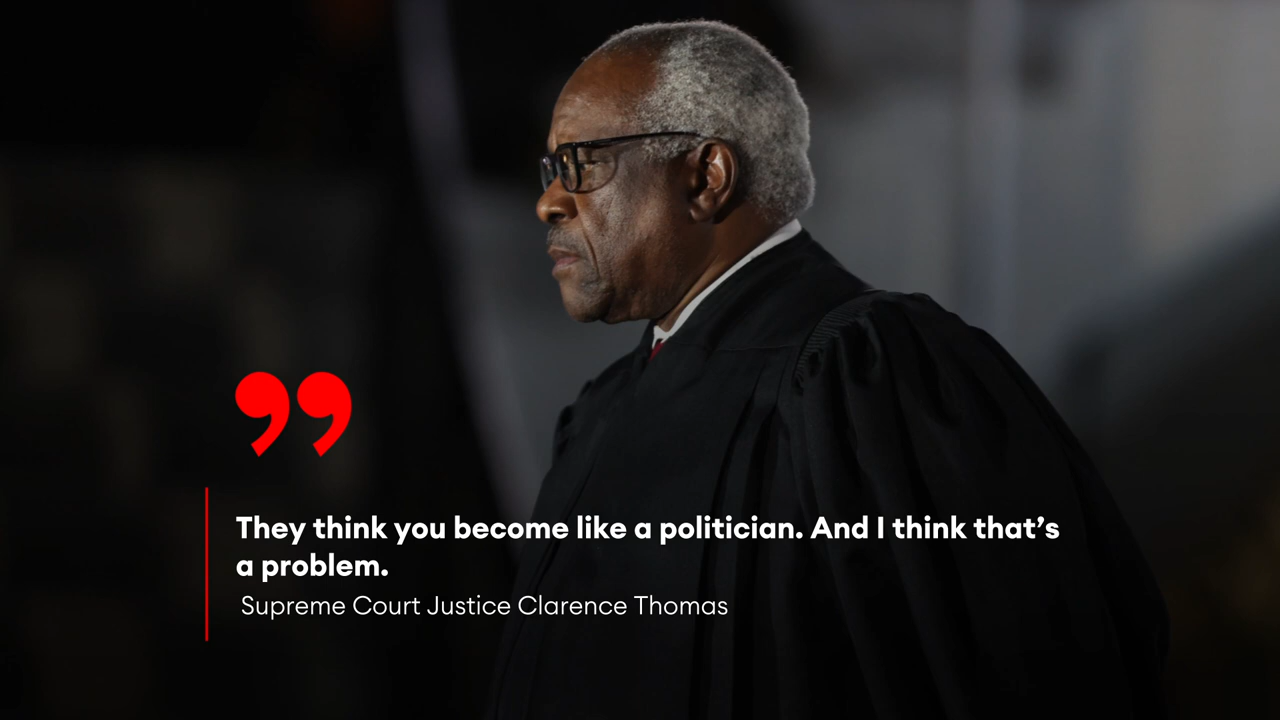 ”
They think you become like a politician. And I think that’s
a problem.
Supreme Court Justice Clarence Thomas